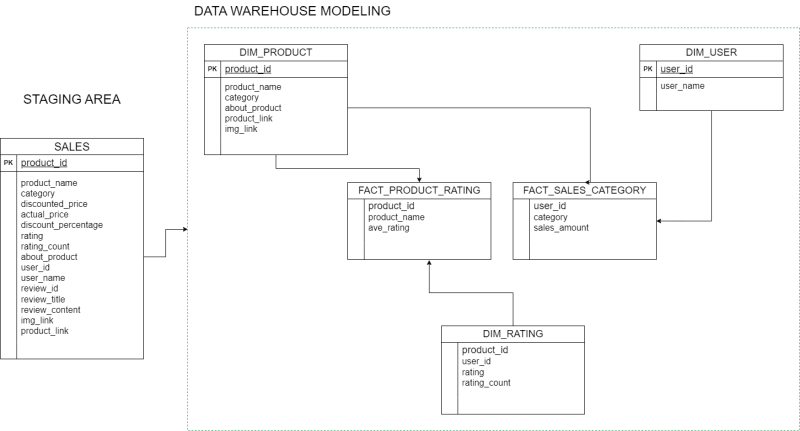 DATA WAREHOUSE MODELING
STAGING AREA
SALES
PK product_id
product_name
category
discounted_price
actual_price
discount_percentage
rating
rating_count
about_product
user_id
user_name
review_id
review_title
review_content
img_link
product_link
DIM_PRODUCT
PK product_id
product_name
category
about_product
product_link
img_link
DIM_USER
PK user_id
user_name
FACT_PRODUCT_RATING
product_id
product_name
ave_rating
FACT_SALES_CATEGORY
user_id
category
sales_amount
DIM_RATING
product_id
user_id
rating
rating_count